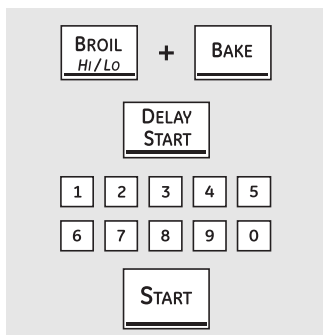 BROIL + BAKE
HI/LO
DELAY
START
1 2 3 4 5
6 7 8 9 0
START